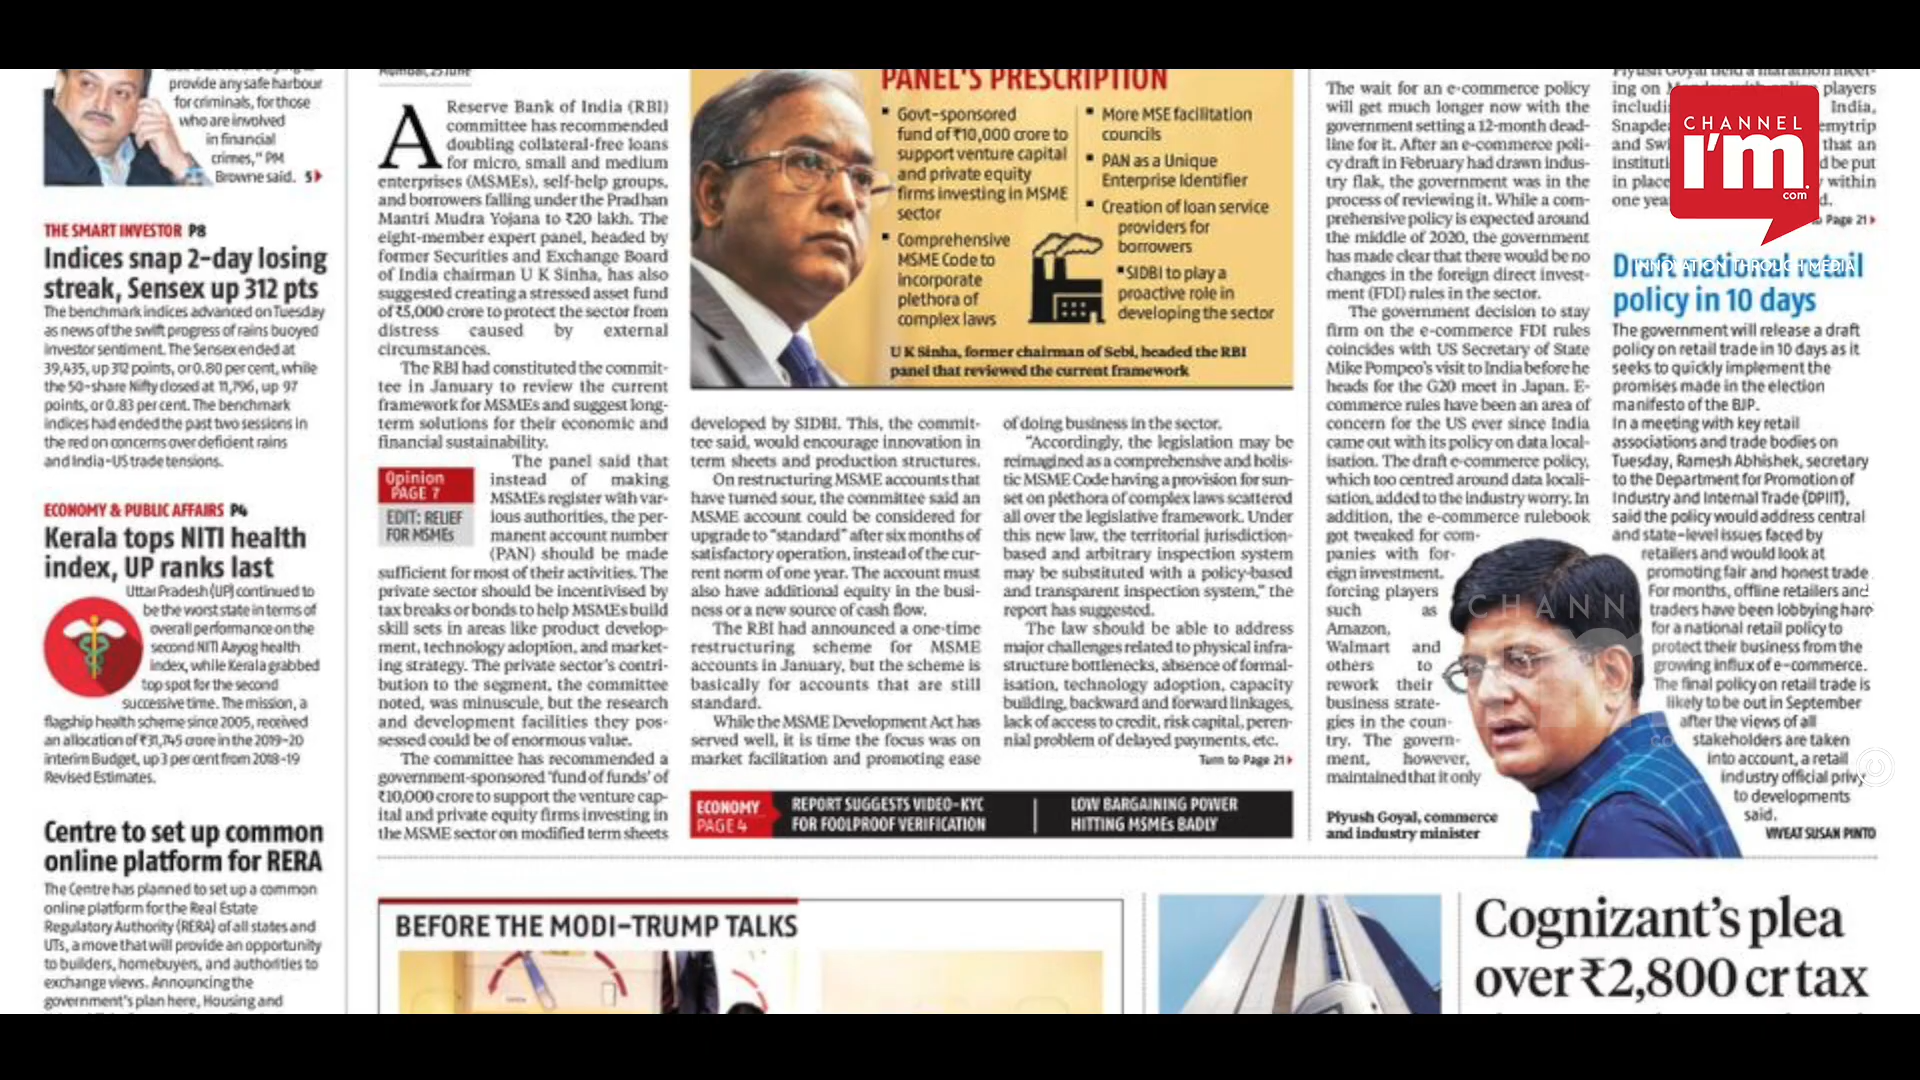 provide any safe harbour
for criminals, for those
who are involved
in financial
crimes," PM
Browne said. 5
THE SMART INVESTOR P8
Indices snap 2-day losing
streak, Sensex up 312 pts
The benchmark indices advanced on Tuesday
as news of the swift progress of rains buoyed
investor sentiment. The Sensex ended at
39,435, up 312 points, or 0.80 per cent, while
the 50-share Nifty closed at 11,796, up 97
points, or 0.83 per cent. The benchmark
indices had ended the past two sessions in
the red on concerns over deficient rains
and India-US trade tensions.
ECONOMY & PUBLIC AFFAIRS P4
Kerala tops NITI health
index, UP ranks last
Uttar Pradesh (UP) continued to
be the worst state in terms of
overall performance on the
second NITI Aayog health
index, while Kerala grabbed
top spot for the second
successive time. The mission, a
flagship health scheme since 2005, received
an allocation of ₹31,745 crore in the 2019-20
interim Budget, up 3 per cent from 2018-19
Revised Estimates.
Centre to set up common
online platform for RERA
The Centre has planned to set up a common
online platform for the Real Estate
Regulatory Authority (RERA) of all states and
UTs, a move that will provide an opportunity
to builders, homebuyers, and authorities to
exchange views. Announcing the
government's plan here, Housing and
Mumbai, 25 June
A Reserve Bank of India (RBI)
committee has recommended
doubling collateral-free loans
for micro, small and medium
enterprises (MSMEs), self-help groups,
and borrowers falling under the Pradhan
Mantri Mudra Yojana to ₹20 lakh. The
eight-member expert panel, headed by
former Securities and Exchange Board
of India chairman U K Sinha, has also
suggested creating a stressed asset fund
of ₹5,000 crore to protect the sector from
distress caused by external
circumstances.
The RBI had constituted the commit-
tee in January to review the current
framework for MSMEs and suggest long-
term solutions for their economic and
financial sustainability.
Opinion
PAGE 7
EDIT: RELIEF
FOR MSMEs
The panel said that
instead of making
MSMEs register with var-
ious authorities, the per-
manent account number
(PAN) should be made
sufficient for most of their activities. The
private sector should be incentivised by
tax breaks or bonds to help MSMEs build
skill sets in areas like product develop-
ment, technology adoption, and market-
ing strategy. The private sector's contri-
bution to the segment, the committee
noted, was minuscule, but the research
and development facilities they pos-
sessed could be of enormous value.
The committee has recommended a
government-sponsored 'fund of funds' of
₹10,000 crore to support the venture cap-
ital and private equity firms investing in
the MSME sector on modified term sheets
PANEL'S PRESCRIPTION
Govt-sponsored
fund of ₹10,000 crore to
support venture capital
and private equity
firms investing in MSME
sector
Comprehensive
MSME Code to
incorporate
plethora of
complex laws
More MSE facilitation
councils
PAN as a Unique
Enterprise Identifier
Creation of loan service
providers for
borrowers
SIDBI to play a
proactive role in
developing the sector
U K Sinha, former chairman of Sebi, headed the RBI
panel that reviewed the current framework
developed by SIDBI. This, the commit-
tee said, would encourage innovation in
term sheets and production structures.
On restructuring MSME accounts that
have turned sour, the committee said an
MSME account could be considered for
upgrade to "standard" after six months of
satisfactory operation, instead of the cur-
rent norm of one year. The account must
also have additional equity in the busi-
ness or a new source of cash flow.
The RBI had announced a one-time
restructuring scheme for MSME
accounts in January, but the scheme is
basically for accounts that are still
standard.
While the MSME Development Act has
served well, it is time the focus was on
market facilitation and promoting ease
of doing business in the sector.
"Accordingly, the legislation may be
reimagined as a comprehensive and holis-
tic MSME Code having a provision for sun-
set on plethora of complex laws scattered
all over the legislative framework. Under
this new law, the territorial jurisdiction-
based and arbitrary inspection system
may be substituted with a policy-based
and transparent inspection system," the
report has suggested.
The law should be able to address
major challenges related to physical infra-
structure bottlenecks, absence of formal-
isation, technology adoption, capacity
building, backward and forward linkages,
lack of access to credit, risk capital, peren-
nial problem of delayed payments, etc.
Turn to Page 21
ECONOMY
PAGE 4
REPORT SUGGESTS VIDEO-KYC
FOR FOOLPROOF VERIFICATION
LOW BARGAINING POWER
HITTING MSMEs BADLY
The wait for an e-commerce policy
will get much longer now with the
government setting a 12-month dead-
line for it. After an e-commerce poli-
cy draft in February had drawn indus-
try flak, the government was in the
process of reviewing it. While a com-
prehensive policy is expected around
the middle of 2020, the government
has made clear that there would be no
changes in the foreign direct invest-
ment (FDI) rules in the sector.
The government decision to stay
firm on the e-commerce FDI rules
coincides with US Secretary of State
Mike Pompeo's visit to India before he
heads for the G20 meet in Japan. E-
commerce rules have been an area of
concern for the US ever since India
came out with its policy on data local-
isation. The draft e-commerce policy,
which too centred around data locali-
sation, added to the industry worry. In
addition, the e-commerce rulebook
got tweaked for com-
panies with for-
eign investment,
forcing players
such as
Amazon,
Walmart and
others to
rework their
business strate-
gies in the coun-
try. The govern-
ment, however,
maintained that it only
Piyush Goyal, commerce
and industry minister
Piyush Goyal held a marathon meet-
ing on Monday with online players
includi India,
Snapde emytrip
and Swi that an
instituti d be put
in place within
one yea d.
Page 21
CHANNEL
I'm
.com
INNOVATION THROUGH MEDIA
Draft national retail
policy in 10 days
The government will release a draft
policy on retail trade in 10 days as it
seeks to quickly implement the
promises made in the election
manifesto of the BJP.
In a meeting with key retail
associations and trade bodies on
Tuesday, Ramesh Abhishek, secretary
to the Department for Promotion of
Industry and Internal Trade (DPIIT),
said the policy would address central
and state-level issues faced by
retailers and would look at
promoting fair and honest trade.
For months, offline retailers and
traders have been lobbying hard
for a national retail policy to
protect their business from the
growing influx of e-commerce.
The final policy on retail trade is
likely to be out in September
after the views of all
stakeholders are taken
into account, a retail
industry official privy
to developments
said.
VIVEAT SUSAN PINTO
CHANN
BEFORE THE MODI-TRUMP TALKS
Cognizant's plea
over ₹2,800 cr tax